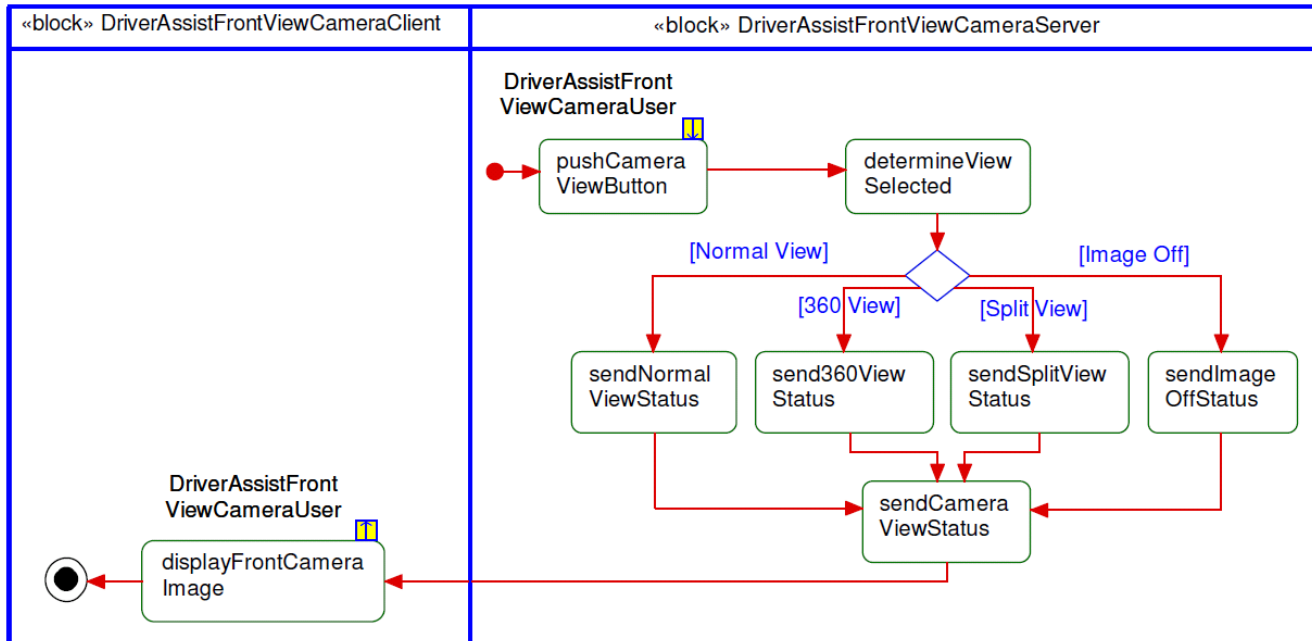 «block» DriverAssistFrontViewCameraClient
«block» DriverAssistFrontViewCameraServer
DriverAssistFront
ViewCameraUser
pushCamera
ViewButton
determineView
Selected
[Normal View]
[Image Off]
[360 View]
[Split View]
sendNormal
ViewStatus
send360View
Status
sendSplitView
Status
sendImage
OffStatus
DriverAssistFront
ViewCameraUser
sendCamera
ViewStatus
displayFrontCamera
Image